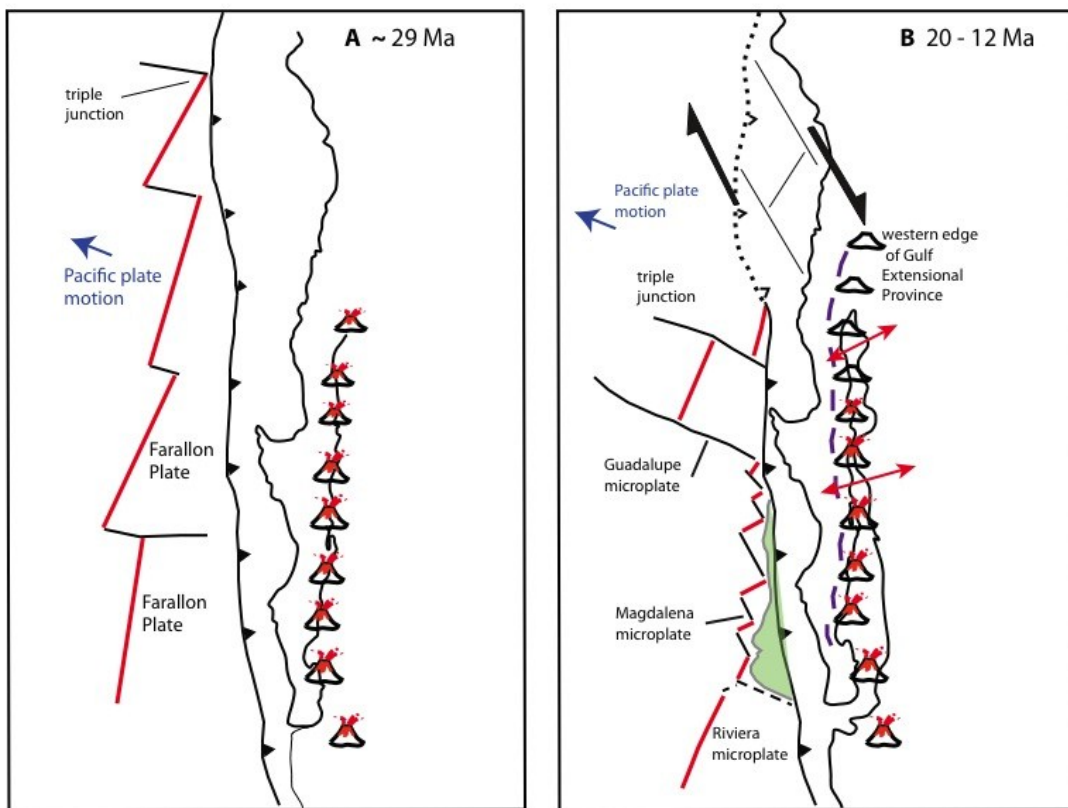 A ~ 29 Ma
triple
junction
Pacific plate
motion
Farallon
Plate
Farallon
Plate
B 20 - 12 Ma
Pacific plate
motion
western edge
of Gulf
Extensional
Province
triple
junction
Guadalupe
microplate
Magdalena
microplate
Riviera
microplate